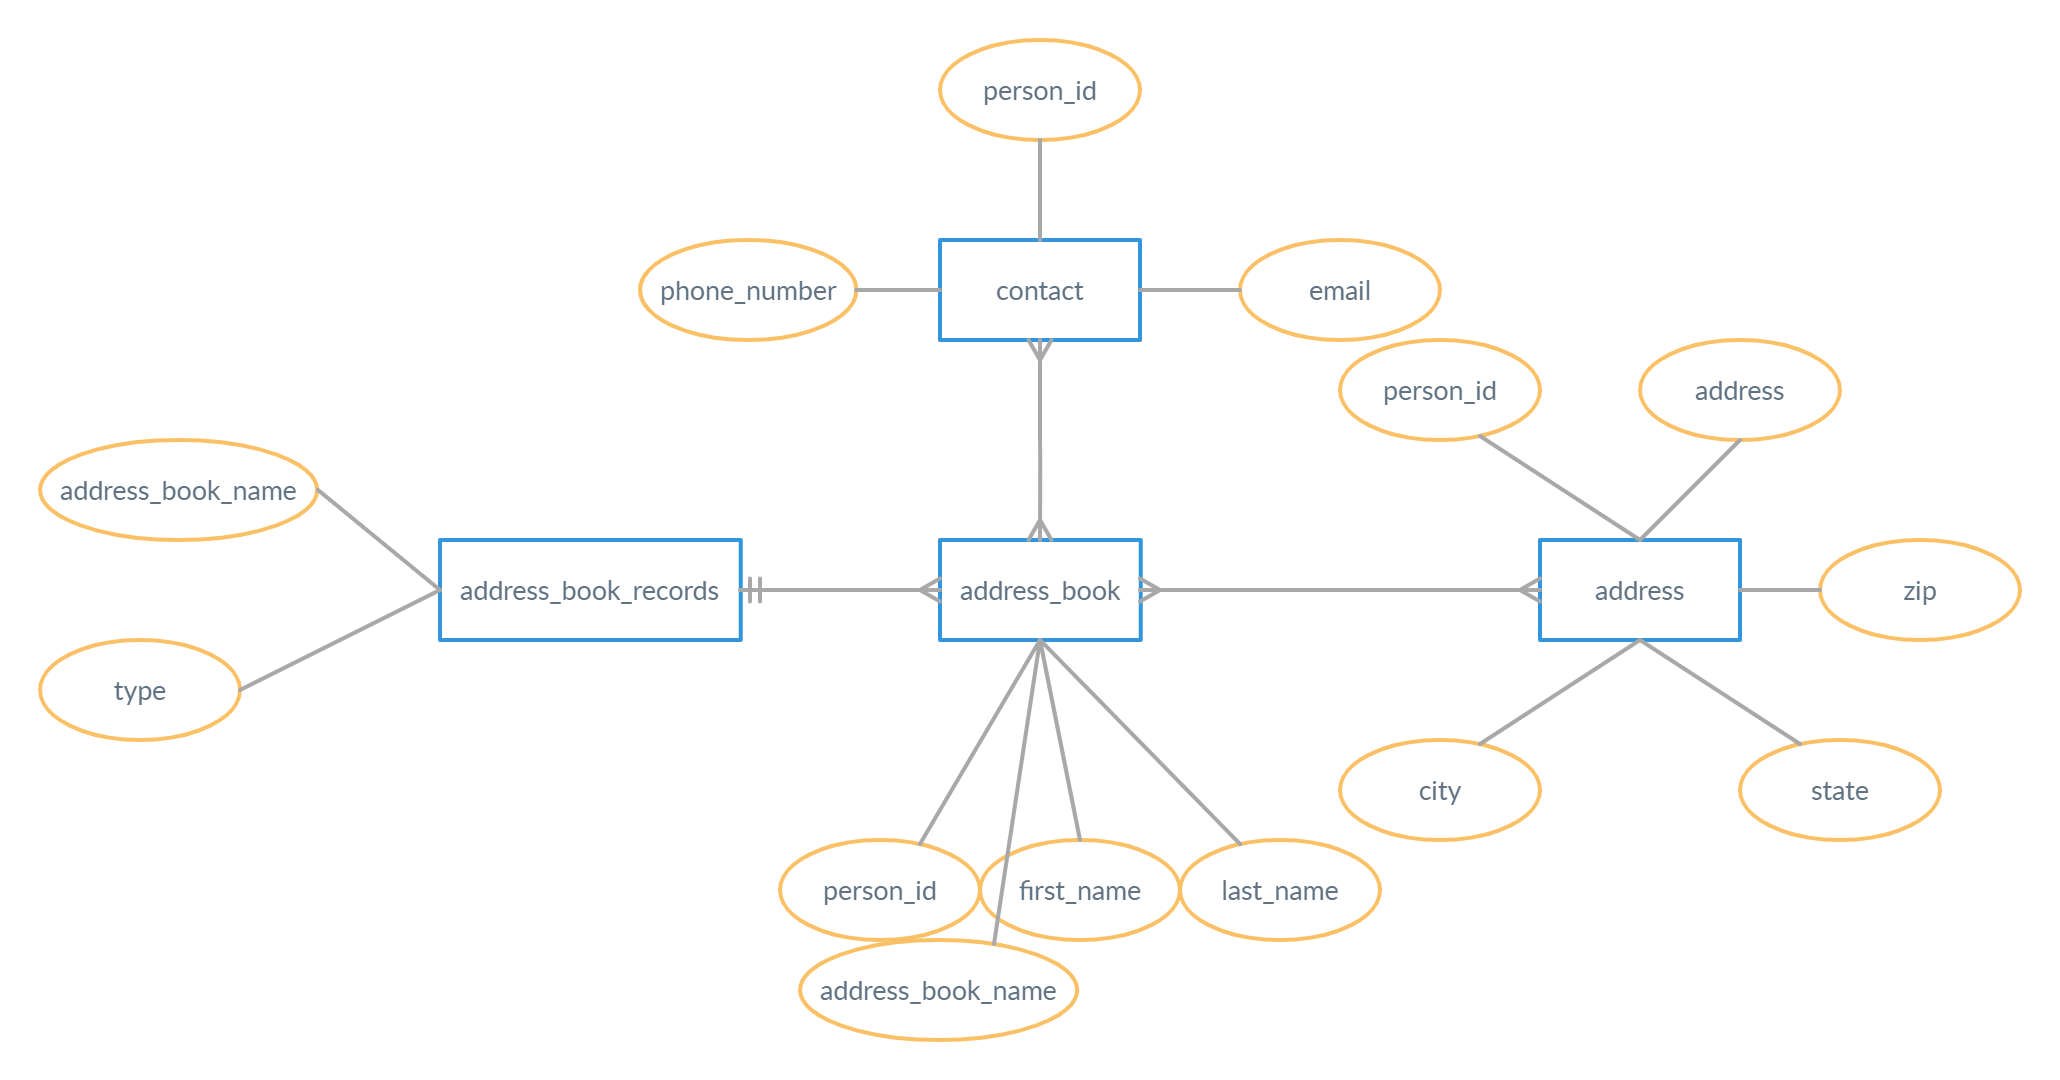 person_id
phone_number
contact
email
person_id
address
address_book_name
address_book_records
address_book
address
zip
type
city
state
person_id
first_name
last_name
address_book_name